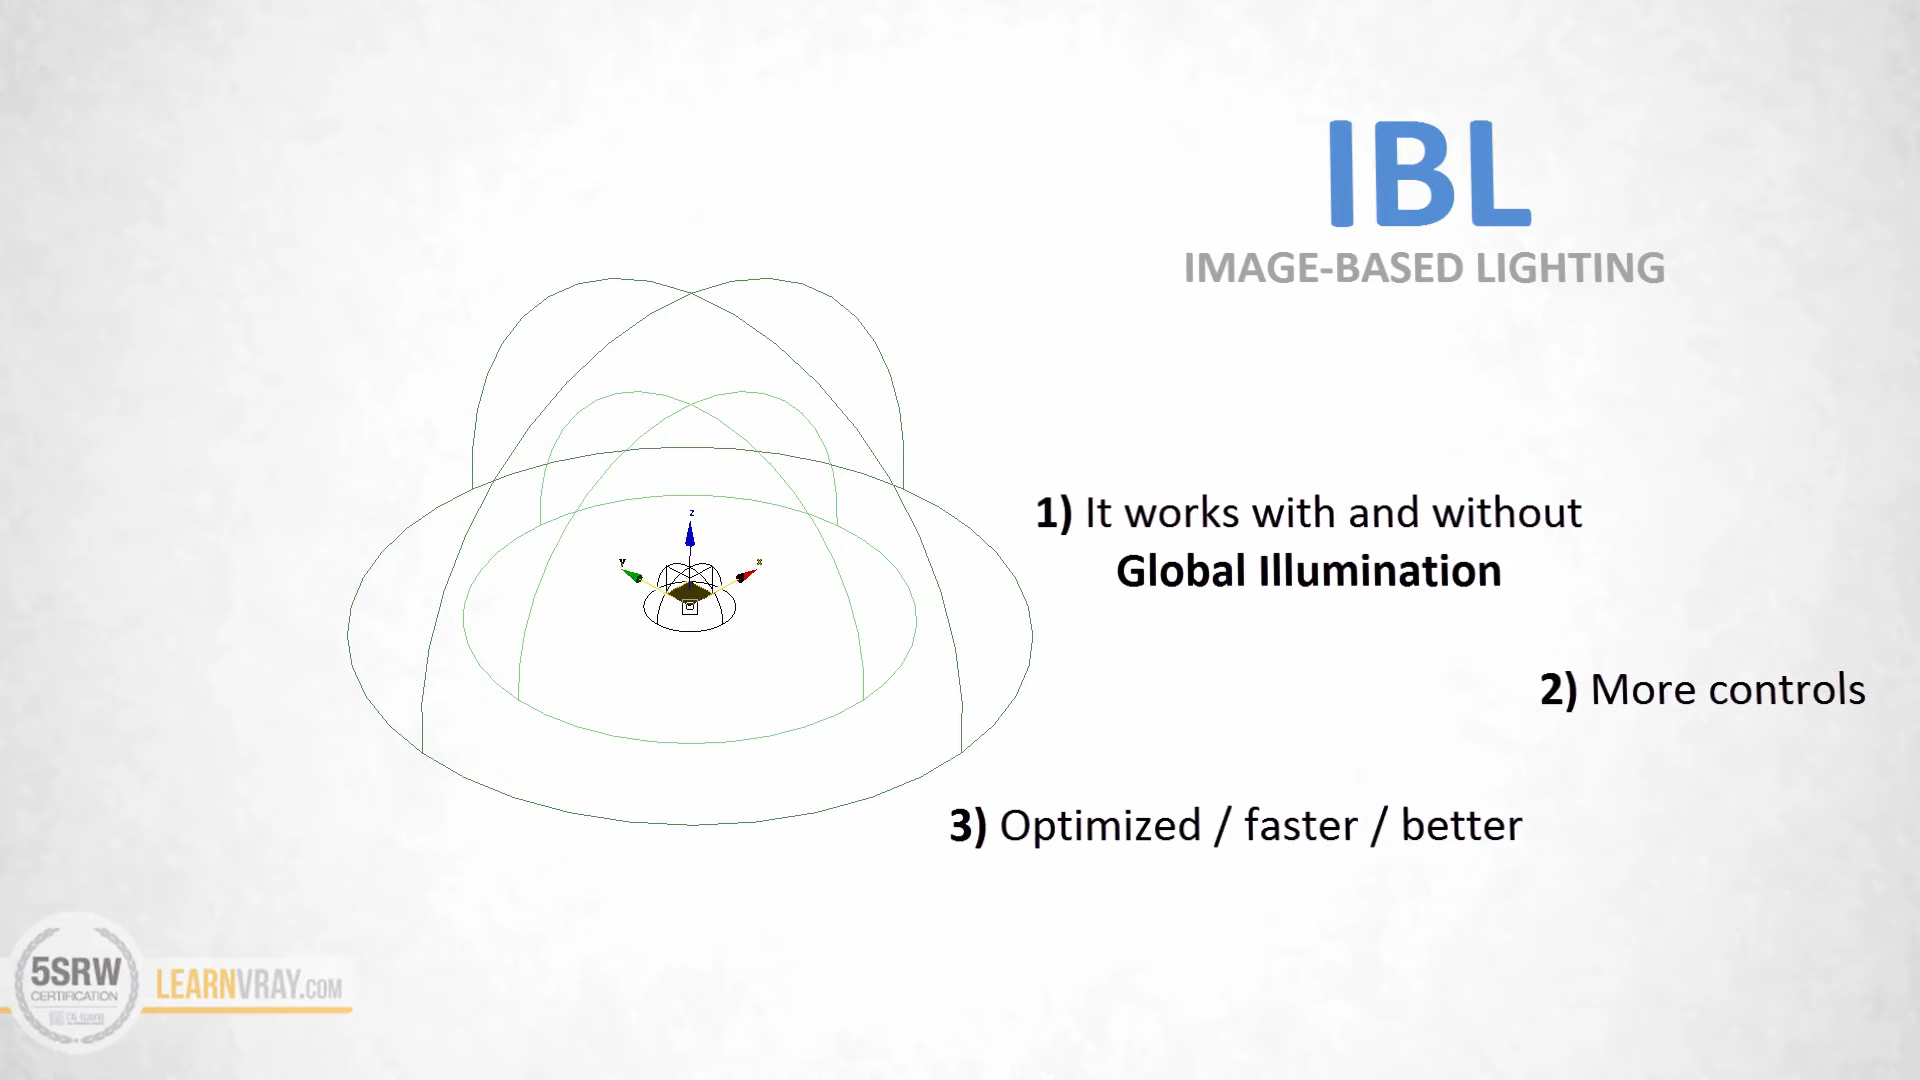 IBL
IMAGE-BASED LIGHTING
z
Y
x
1) It works with and without
Global Illumination
2) More controls
3) Optimized / faster / better
5SRW
CERTIFICATION
LEARNVRAY.COM